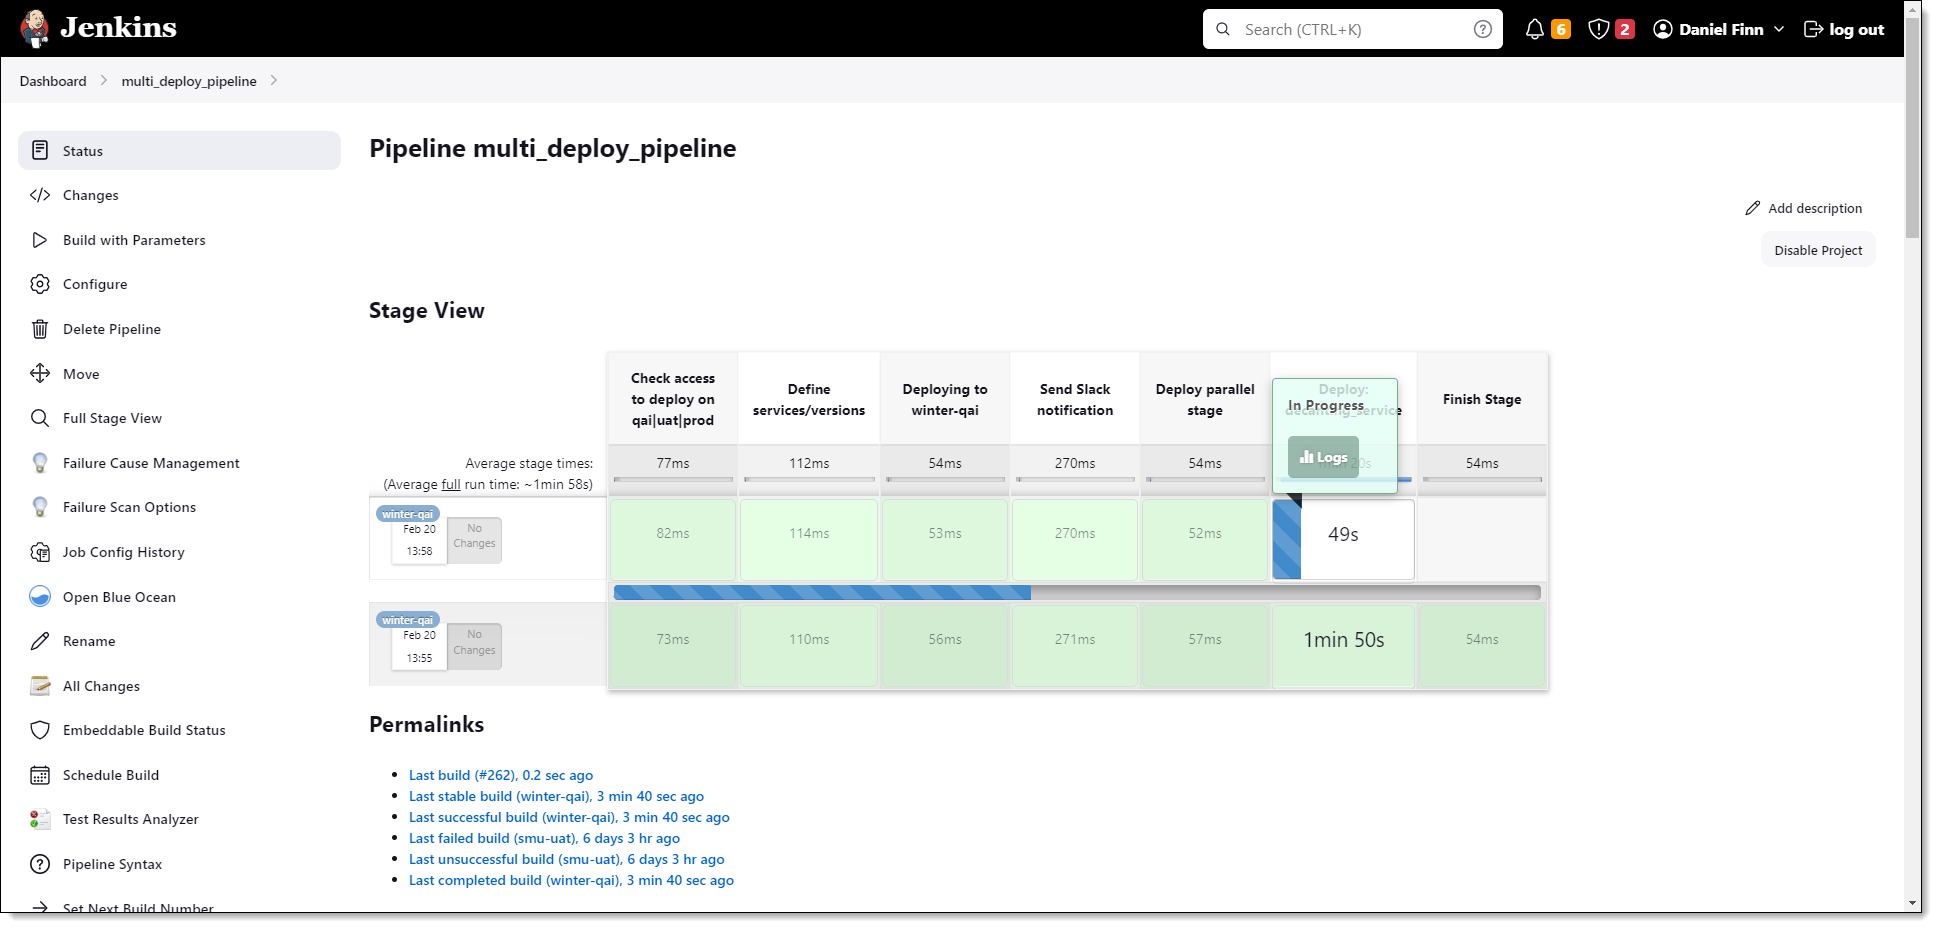 Jenkins
Search (CTRL+K)
6
2
Daniel Finn
log out
Dashboard
multi_deploy_pipeline
Status
Changes
Build with Parameters
Configure
Delete Pipeline
Move
Full Stage View
Failure Cause Management
Failure Scan Options
Job Config History
Open Blue Ocean
Rename
All Changes
Embeddable Build Status
Schedule Build
Test Results Analyzer
Pipeline Syntax
Set Next Build Number
Pipeline multi_deploy_pipeline
Add description
Disable Project
Stage View
Check access
to deploy on
qai|uat|prod
Define
services/versions
Deploying to
winter-qai
Send Slack
notification
Deploy parallel
stage
Deploy:
In Progress
Logs
Finish Stage
Average stage times:
(Average full run time: ~1min 58s)
77ms
112ms
54ms
270ms
54ms
54ms
winter-qai
Feb 20
13:58
No
Changes
82ms
114ms
53ms
270ms
52ms
49s
winter-qai
Feb 20
13:55
No
Changes
73ms
110ms
56ms
271ms
57ms
1min 50s
54ms
Permalinks
Last build (#262), 0.2 sec ago
Last stable build (winter-qai), 3 min 40 sec ago
Last successful build (winter-qai), 3 min 40 sec ago
Last failed build (smu-uat), 6 days 3 hr ago
Last unsuccessful build (smu-uat), 6 days 3 hr ago
Last completed build (winter-qai), 3 min 40 sec ago